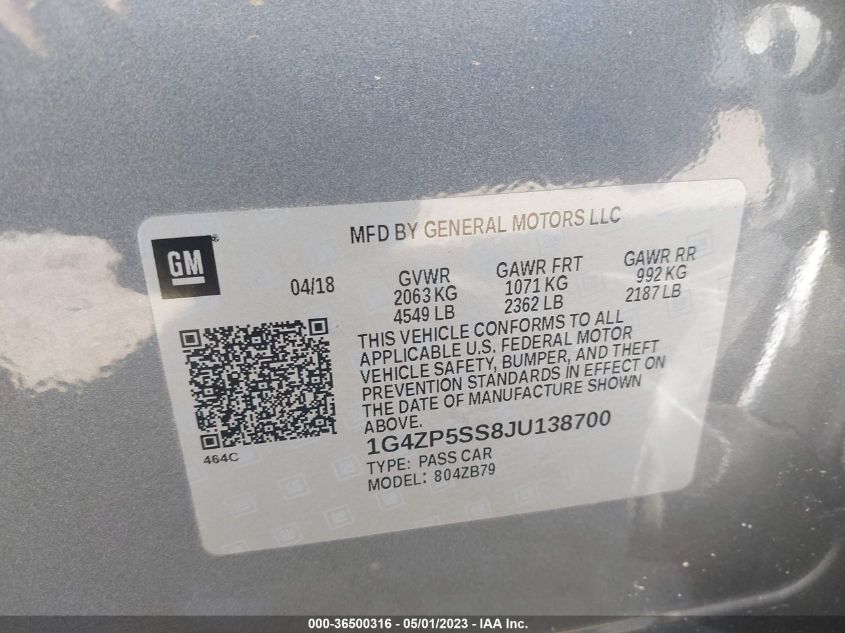 MFD BY GENERAL MOTORS LLC
GM
®
04/18
GVWR
2063 KG
4549 LB
GAWR FRT
1071 KG
2362 LB
GAWR RR
992 KG
2187 LB
THIS VEHICLE CONFORMS TO ALL
APPLICABLE U.S. FEDERAL MOTOR
VEHICLE SAFETY, BUMPER, AND THEFT
PREVENTION STANDARDS IN EFFECT ON
THE DATE OF MANUFACTURE SHOWN
ABOVE.
464C
1G4ZP5SS8JU138700
TYPE: PASS CAR
MODEL: 804ZB79
000-36500316 - 05/01/2023 - IAA Inc.